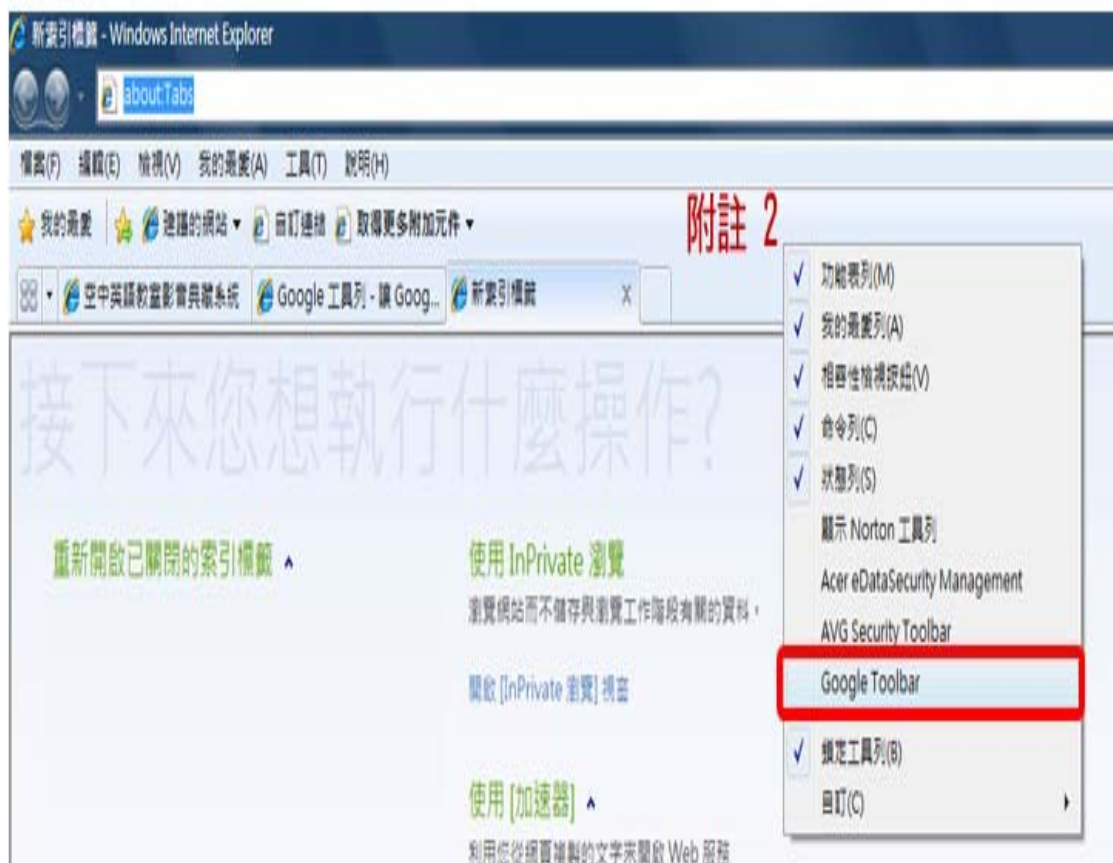 新索引標籤 - Windows Internet Explorer
about:Tabs
檔案(F) 編輯(E) 檢視(V) 我的最愛(A) 工具(T) 說明(H)
我的最愛 建議的網站 自訂連結 取得更多附加元件
附註 2
空中英語教室影音典藏系統 Google 工具列 - 讓 Goog... 新索引標籤 X
功能表列(M)
我的最愛列(A)
相容性檢視按鈕(V)
命令列(C)
狀態列(S)
顯示 Norton 工具列
Acer eDataSecurity Management
AVG Security Toolbar
Google Toolbar
鎖定工具列(B)
自訂(C)
接下來您想執行什麼操作?
重新開啟已關閉的索引標籤
使用 InPrivate 瀏覽
瀏覽網站而不儲存與瀏覽工作階段有關的資料。
開啟 [InPrivate 瀏覽] 視窗
使用 [加速器]
利用您從網頁複製的文字來開啟 Web 服務